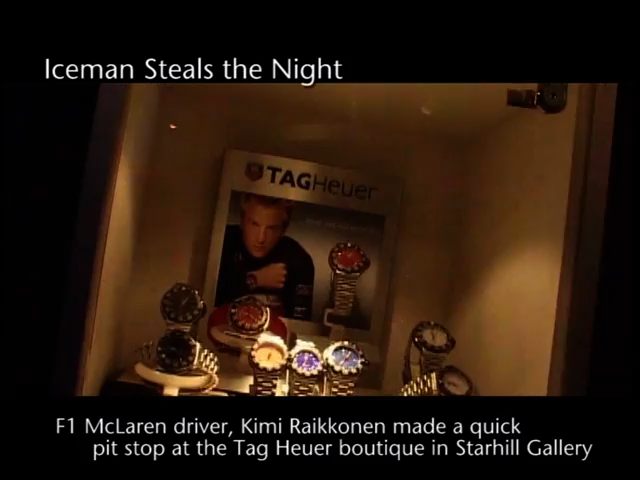 Iceman Steals the Night
TAGHeuer
F1 McLaren driver, Kimi Raikkonen made a quick
pit stop at the Tag Heuer boutique in Starhill Gallery